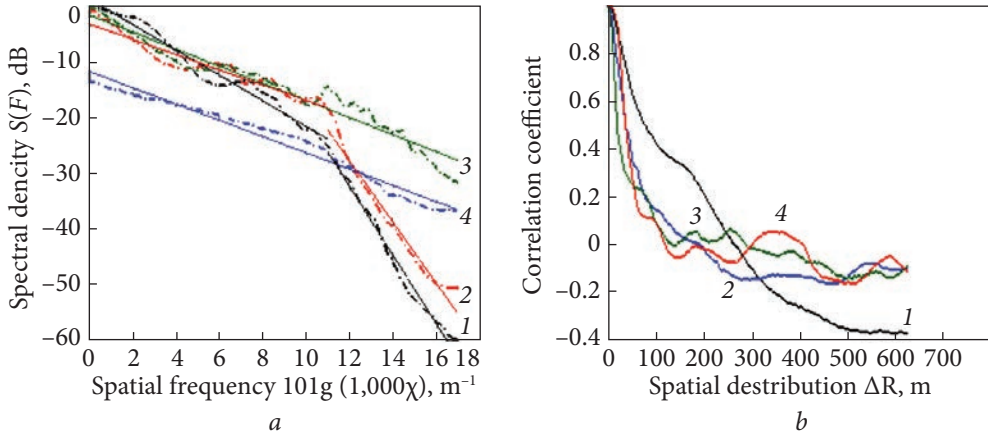 0
–10
–20
–30
–40
–50
–60
Spectral dencity S(F), dB
0 2 4 6 8 10 12 14 16 18
Spatial frequency 101g (1,000χ), m⁻¹
3
4
2
1
a
0.8
0.6
0.4
0.2
0
–0.2
–0.4
Correlation coefficient
0 100 200 300 400 500 600 700
Spatial destribution ΔR, m
3
4
2
1
b